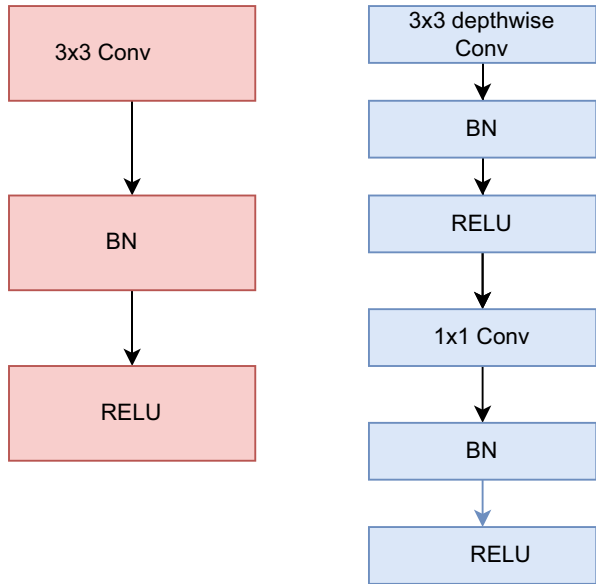 3x3 Conv
BN
RELU
3x3 depthwise
Conv
BN
RELU
1x1 Conv
BN
RELU